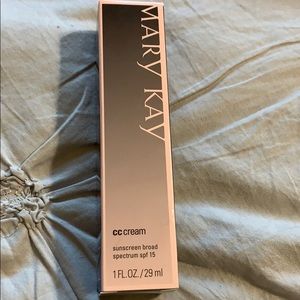 MARY KAY
cc cream
sunscreen broad
spectrum spf 15
1 FL.OZ. / 29 ml